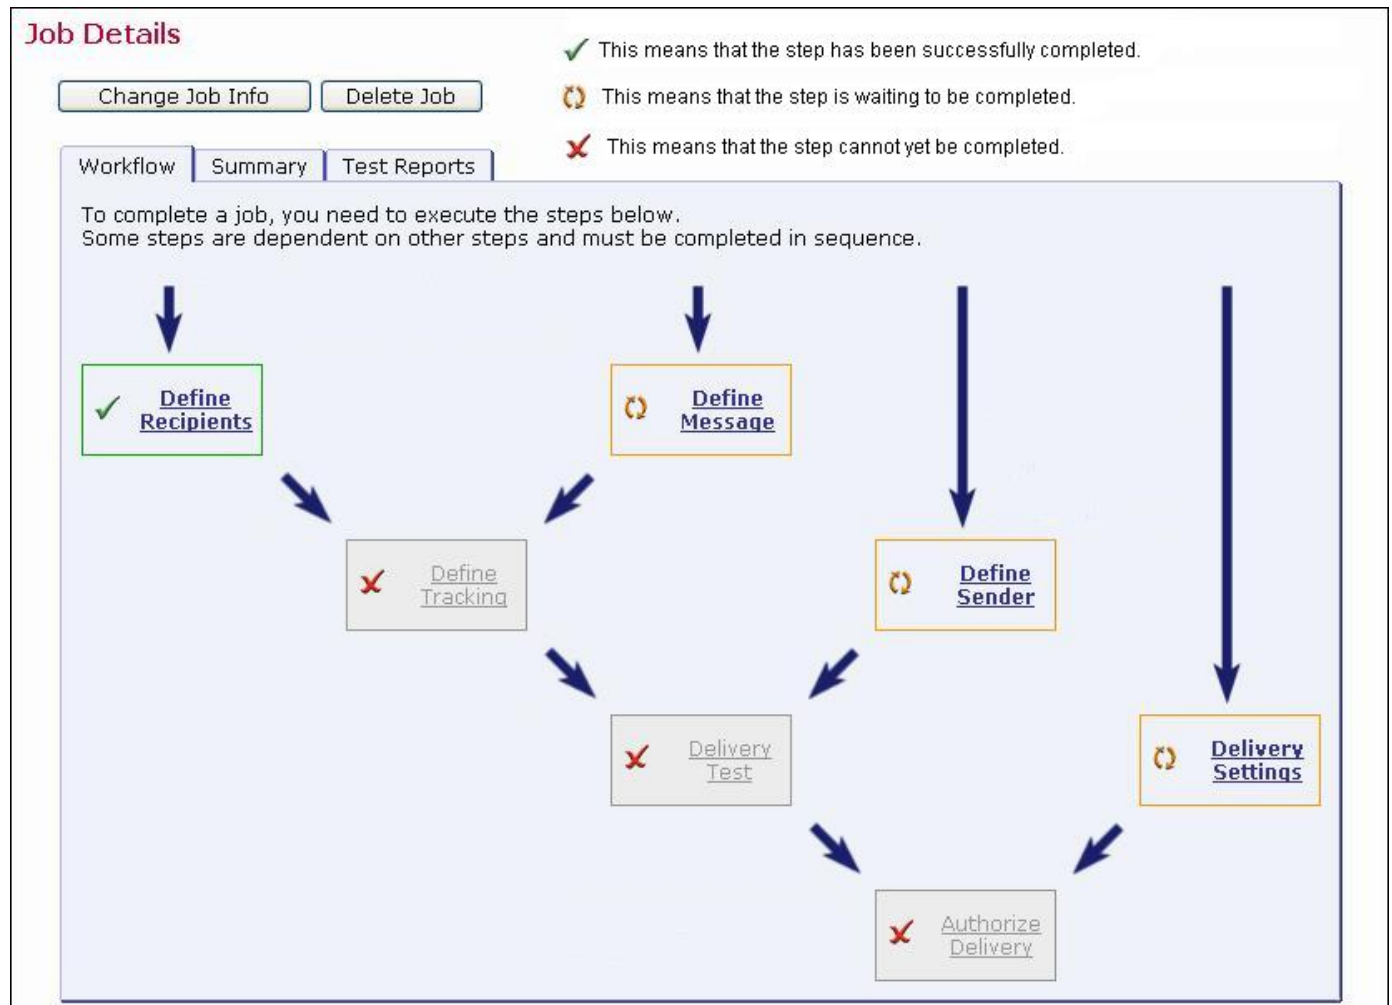 Job Details
This means that the step has been successfully completed.
Change Job Info
Delete Job
This means that the step is waiting to be completed.
This means that the step cannot yet be completed.
Workflow
Summary
Test Reports
To complete a job, you need to execute the steps below.
Some steps are dependent on other steps and must be completed in sequence.
Define
Recipients
Define
Message
Define
Tracking
Define
Sender
Delivery
Test
Delivery
Settings
Authorize
Delivery